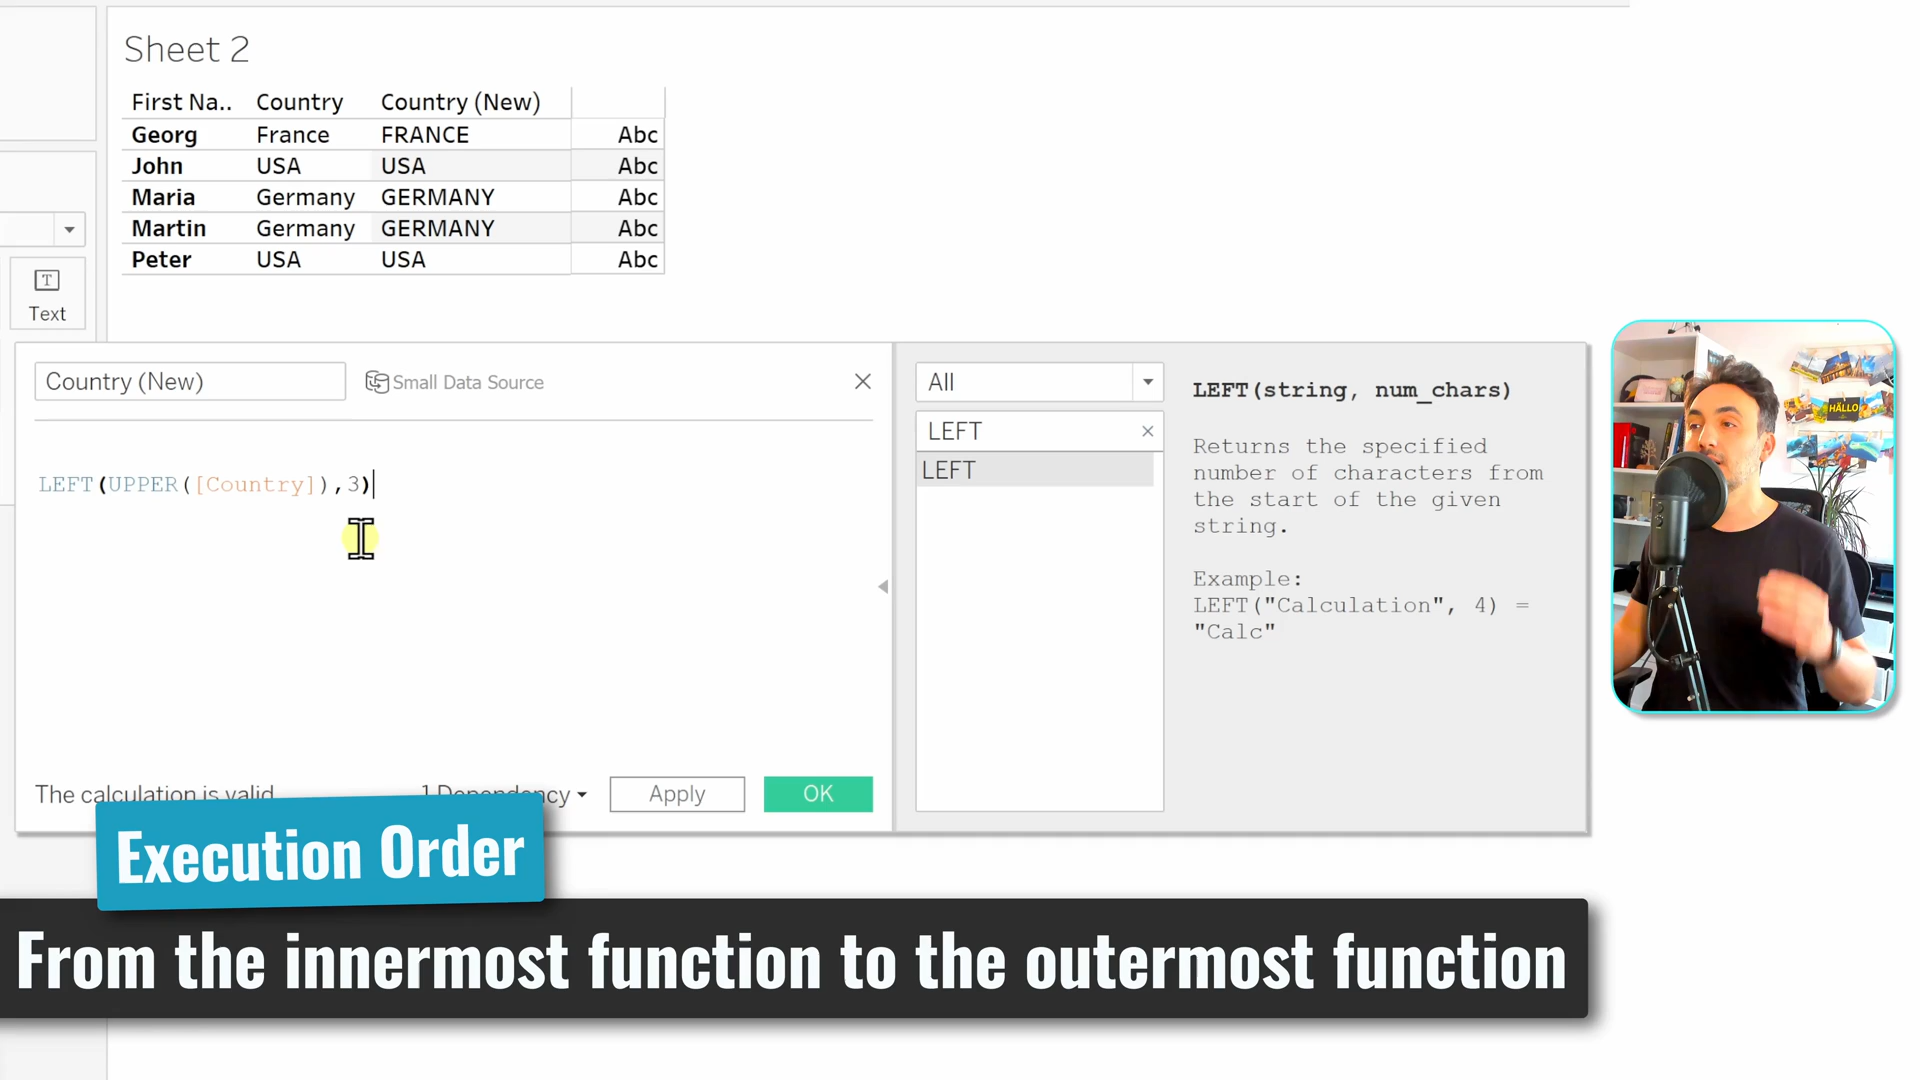 Sheet 2
First Na.. Country Country (New)
Georg France FRANCE Abc
John USA USA Abc
Maria Germany GERMANY Abc
Martin Germany GERMANY Abc
Peter USA USA Abc
T
Text
Country (New) Small Data Source
LEFT(UPPER([Country]),3)
The calculation is valid 1 Dependency Apply OK
All
LEFT
LEFT
LEFT(string, num_chars)
Returns the specified
number of characters from
the start of the given
string.
Example:
LEFT("Calculation", 4) =
"Calc"
HÄLLO
Execution Order
From the innermost function to the outermost function